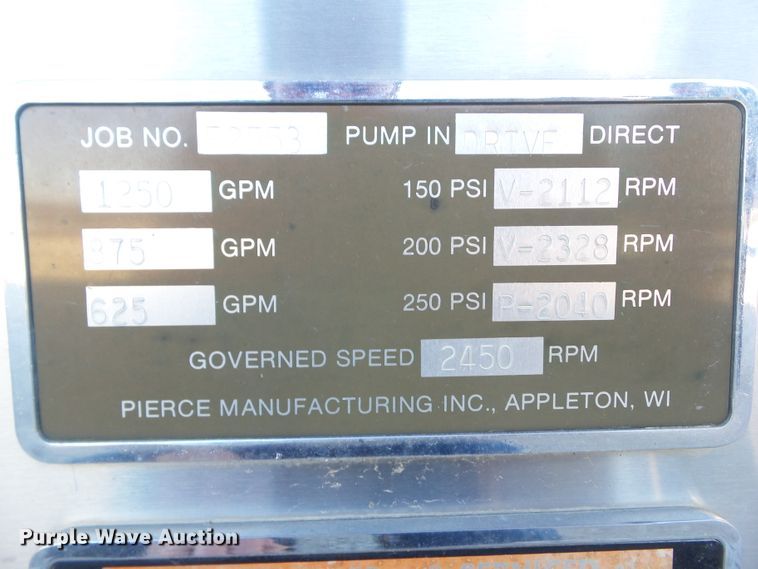 JOB NO. PUMP IN DRIVE DIRECT
1250 GPM 150 PSI V-2112 RPM
875 GPM 200 PSI V-2328 RPM
625 GPM 250 PSI P-2040 RPM
GOVERNED SPEED 2450 RPM
PIERCE MANUFACTURING INC., APPLETON, WI
Purple Wave Auction